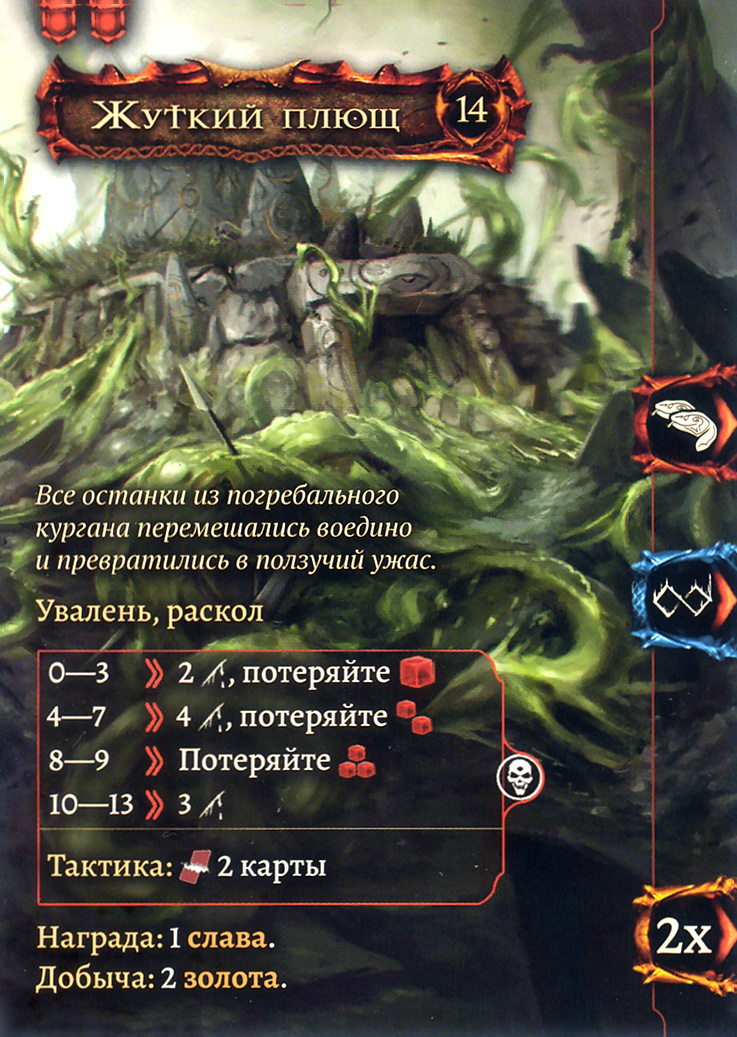 Жуткий плющ 14
Все останки из погребального
кургана перемешались воедино
и превратились в ползучий ужас.
Увалень, раскол
0—3 » 2 , потеряйте
4—7 » 4 , потеряйте
8—9 » Потеряйте
10—13 » 3
Тактика: 2 карты
Награда: 1 слава.
Добыча: 2 золота.
2x